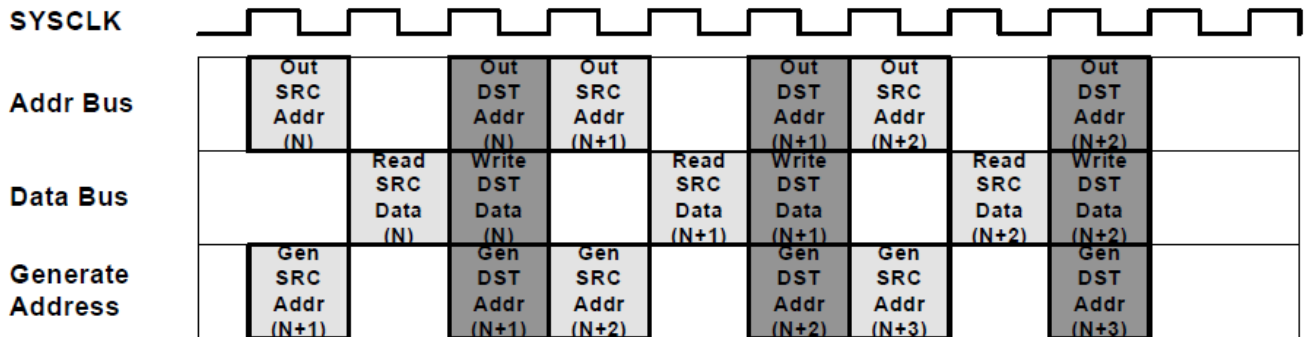 SYSCLK
Addr Bus
Out SRC Addr (N)
Out DST Addr (N)
Out SRC Addr (N+1)
Out DST Addr (N+1)
Out SRC Addr (N+2)
Out DST Addr (N+2)
Data Bus
Read SRC Data (N)
Write DST Data (N)
Read SRC Data (N+1)
Write DST Data (N+1)
Read SRC Data (N+2)
Write DST Data (N+2)
Generate Address
Gen SRC Addr (N+1)
Gen DST Addr (N+1)
Gen SRC Addr (N+2)
Gen DST Addr (N+2)
Gen SRC Addr (N+3)
Gen DST Addr (N+3)